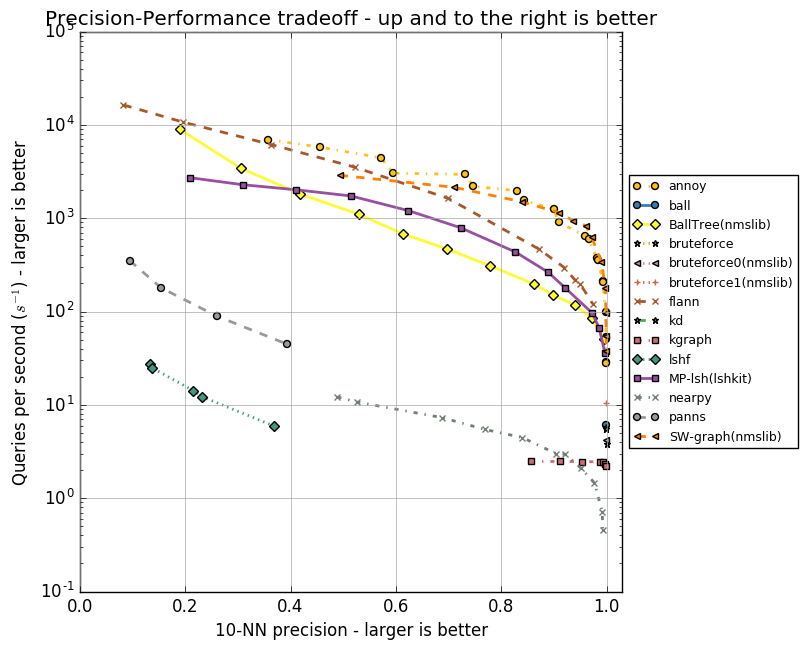 Precision-Performance tradeoff - up and to the right is better
10^5
10^4
10^3
10^2
10^1
10^0
10^-1
Queries per second (s^-1) - larger is better
0.0 0.2 0.4 0.6 0.8 1.0
10-NN precision - larger is better
annoy
ball
BallTree(nmslib)
bruteforce
bruteforce0(nmslib)
bruteforce1(nmslib)
flann
kd
kgraph
lshf
MP-lsh(lshkit)
nearpy
panns
SW-graph(nmslib)